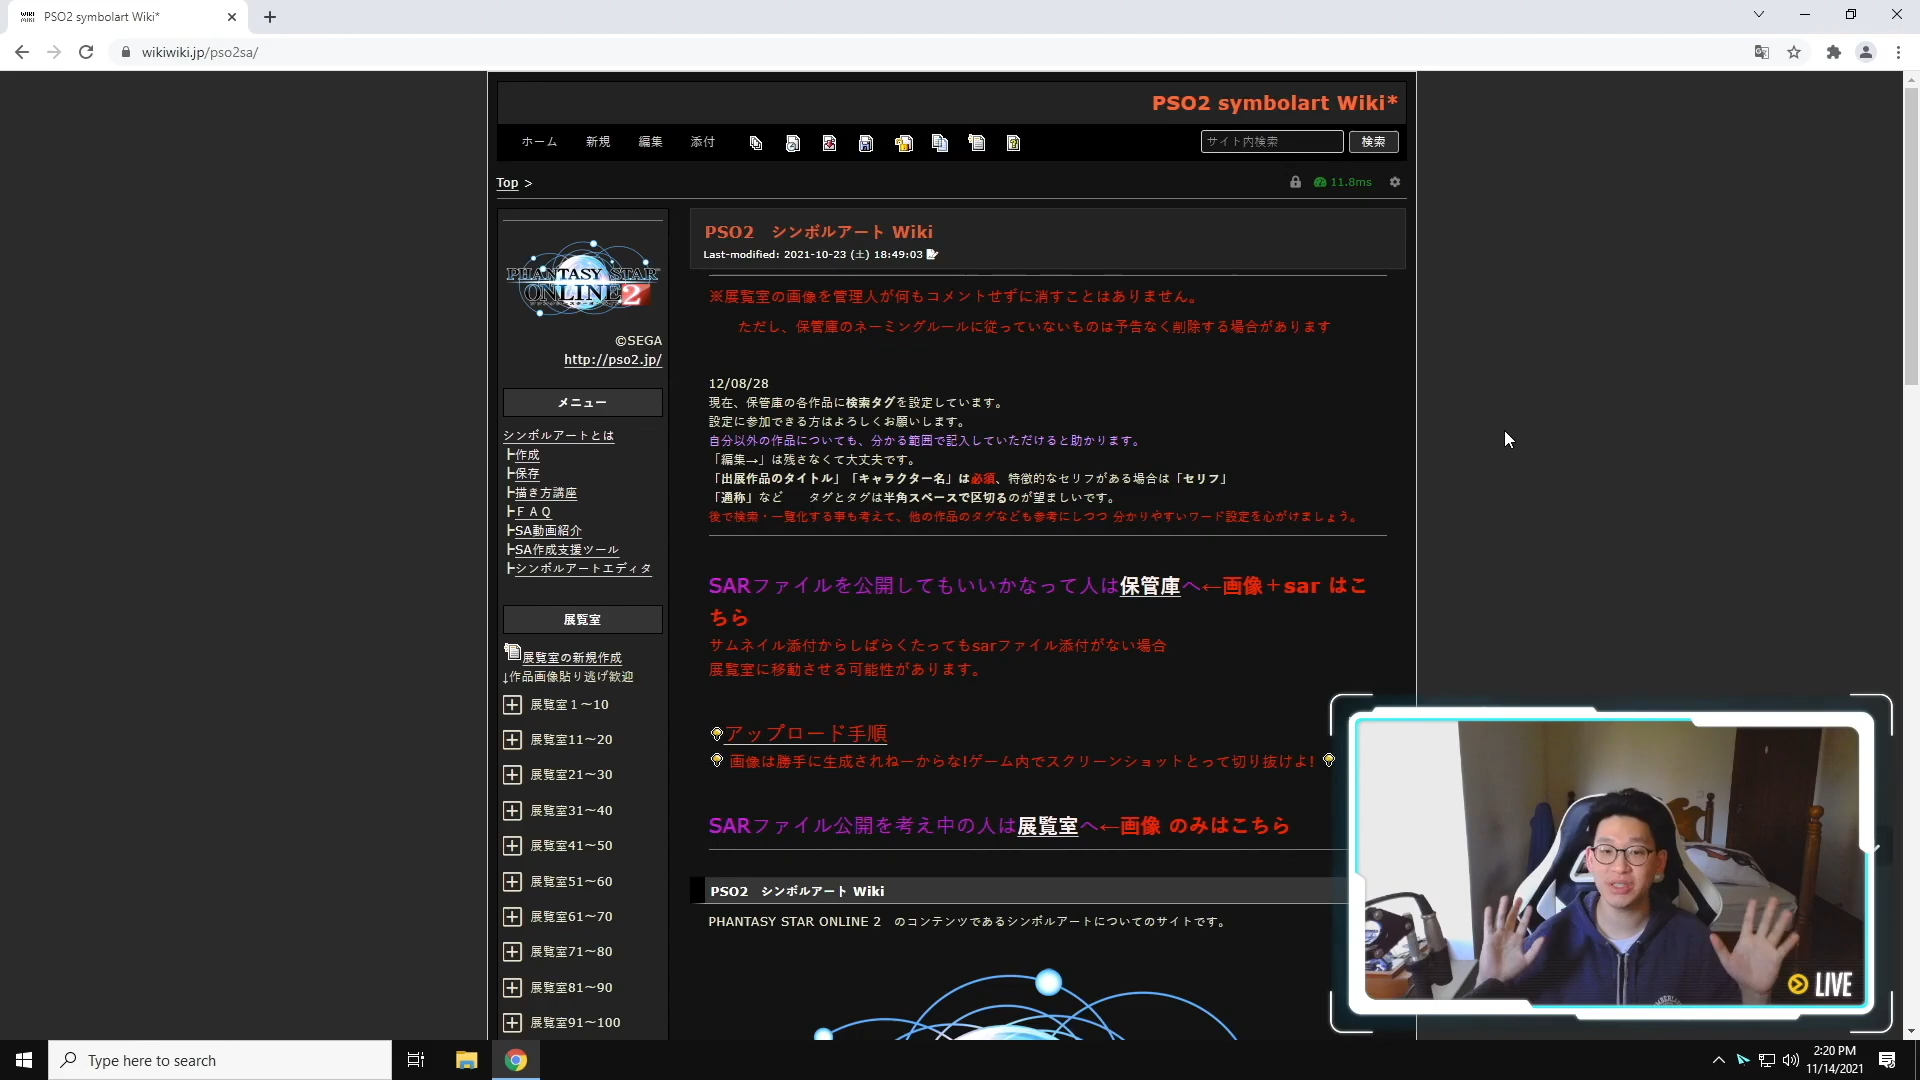 PSO2 symbolart Wiki*
wikiwiki.jp/pso2sa/
PSO2 symbolart Wiki*
ホーム 新規 編集 添付
サイト内検索 検索
Top >
11.8ms
PHANTASY STAR
ONLINE 2
©SEGA
http://pso2.jp/
メニュー
シンボルアートとは
┣作成
┣保存
┣描き方講座
┣ＦＡＱ
┣SA動画紹介
┣SA作成支援ツール
┣シンボルアートエディタ
展覧室
展覧室の新規作成
↓作品画像貼り逃げ歓迎
展覧室１～10
展覧室11～20
展覧室21～30
展覧室31～40
展覧室41～50
展覧室51～60
展覧室61～70
展覧室71～80
展覧室81～90
展覧室91～100
PSO2　シンボルアート Wiki
Last-modified: 2021-10-23 (土) 18:49:03
※展覧室の画像を管理人が何もコメントせずに消すことはありません。
ただし、保管庫のネーミングルールに従っていないものは予告なく削除する場合があります
12/08/28
現在、保管庫の各作品に検索タグを設定しています。
設定に参加できる方はよろしくお願いします。
自分以外の作品についても、分かる範囲で記入していただけると助かります。
「編集→」は残さなくて大丈夫です。
「出展作品のタイトル」「キャラクター名」は必須、特徴的なセリフがある場合は「セリフ」
「通称」など　　タグとタグは半角スペースで区切るのが望ましいです。
後で検索・一覧化する事も考えて、他の作品のタグなども参考にしつつ 分かりやすいワード設定を心がけましょう。
SARファイルを公開してもいいかなって人は保管庫へ←画像＋sar はこ
ちら
サムネイル添付からしばらくたってもsarファイル添付がない場合
展覧室に移動させる可能性があります。
アップロード手順
画像は勝手に生成されねーからな!ゲーム内でスクリーンショットとって切り抜けよ!
SARファイル公開を考え中の人は展覧室へ←画像 のみはこちら
PSO2　シンボルアート Wiki
PHANTASY STAR ONLINE 2　のコンテンツであるシンボルアートについてのサイトです。
LIVE
Type here to search
2:20 PM
11/14/2021